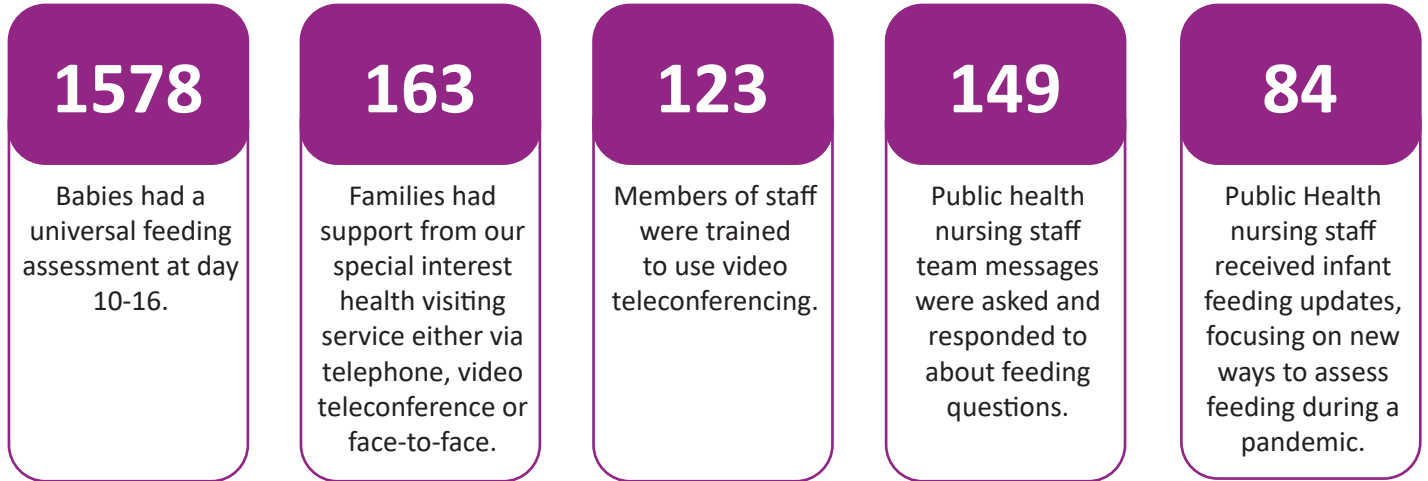 1578
Babies had a
universal feeding
assessment at day
10-16.
163
Families had
support from our
special interest
health visiting
service either via
telephone, video
teleconference or
face-to-face.
123
Members of staff
were trained
to use video
teleconferencing.
149
Public health
nursing staff
team messages
were asked and
responded to
about feeding
questions.
84
Public Health
nursing staff
received infant
feeding updates,
focusing on new
ways to assess
feeding during a
pandemic.